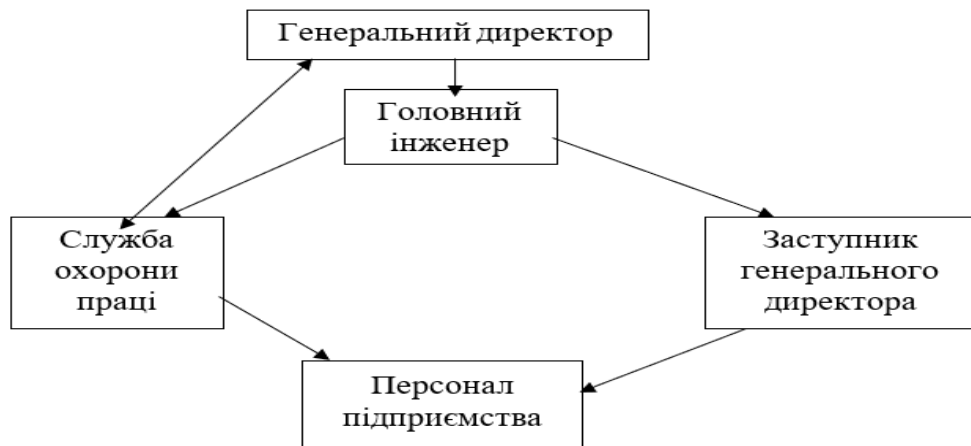 Генеральний директор
Головний
інженер
Служба
охорони
праці
Заступник
генерального
директора
Персонал
підприємства